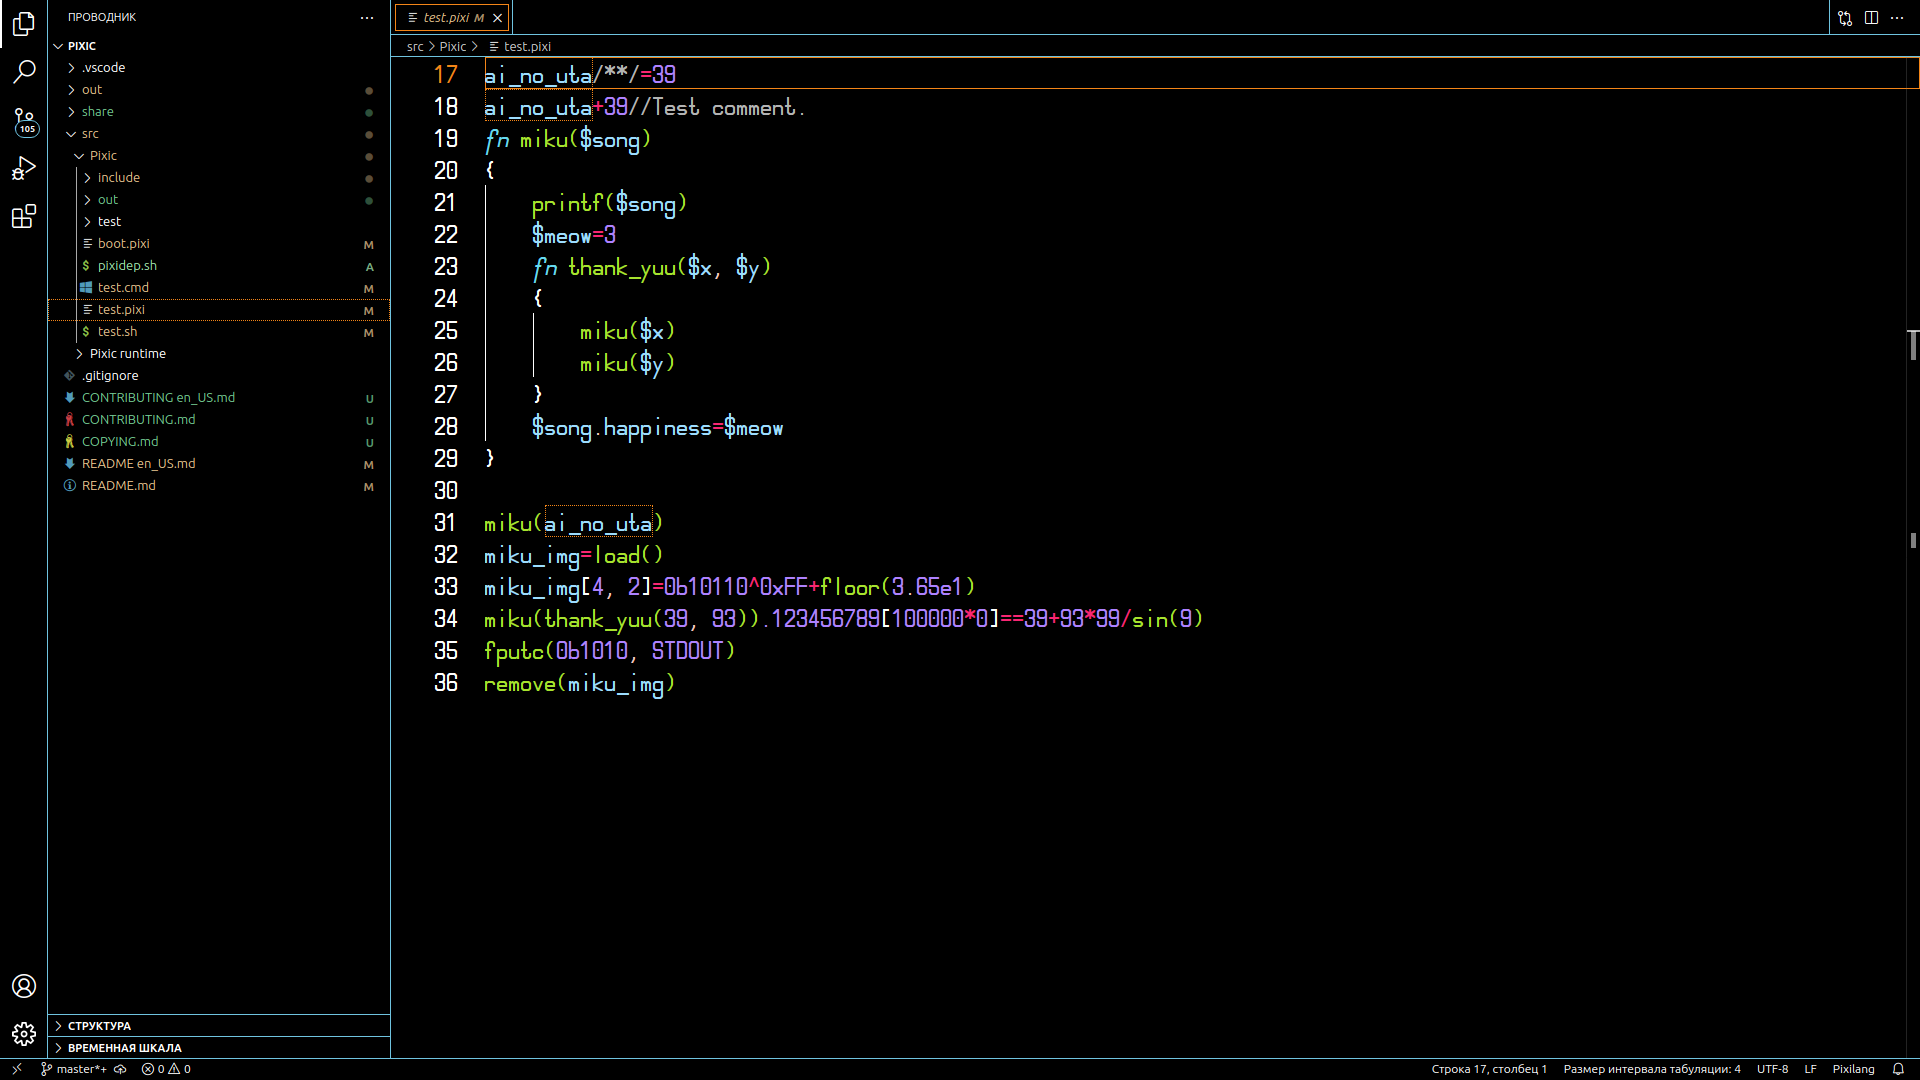 ПРОВОДНИК
PIXIC
.vscode
out
share
src
Pixic
include
out
test
boot.pixi M
pixidep.sh A
test.cmd M
test.pixi M
test.sh M
Pixic runtime
.gitignore
CONTRIBUTING en_US.md U
CONTRIBUTING.md U
COPYING.md U
README en_US.md M
README.md M
СТРУКТУРА
ВРЕМЕННАЯ ШКАЛА
105
test.pixi M
src Pixic test.pixi
17 ai_no_uta/**/=39
18 ai_no_uta+39//Test comment.
19 fn miku($song)
20 {
21 printf($song)
22 $meow=3
23 fn thank_yuu($x, $y)
24 {
25 miku($x)
26 miku($y)
27 }
28 $song.happiness=$meow
29 }
30
31 miku(ai_no_uta)
32 miku_img=load()
33 miku_img[4, 2]=0b10110^0xFF+floor(3.65e1)
34 miku(thank_yuu(39, 93)).123456789[100000*0]==39+93*99/sin(9)
35 fputc(0b1010, STDOUT)
36 remove(miku_img)
master*+ 0 0 Строка 17, столбец 1 Размер интервала табуляции: 4 UTF-8 LF Pixilang